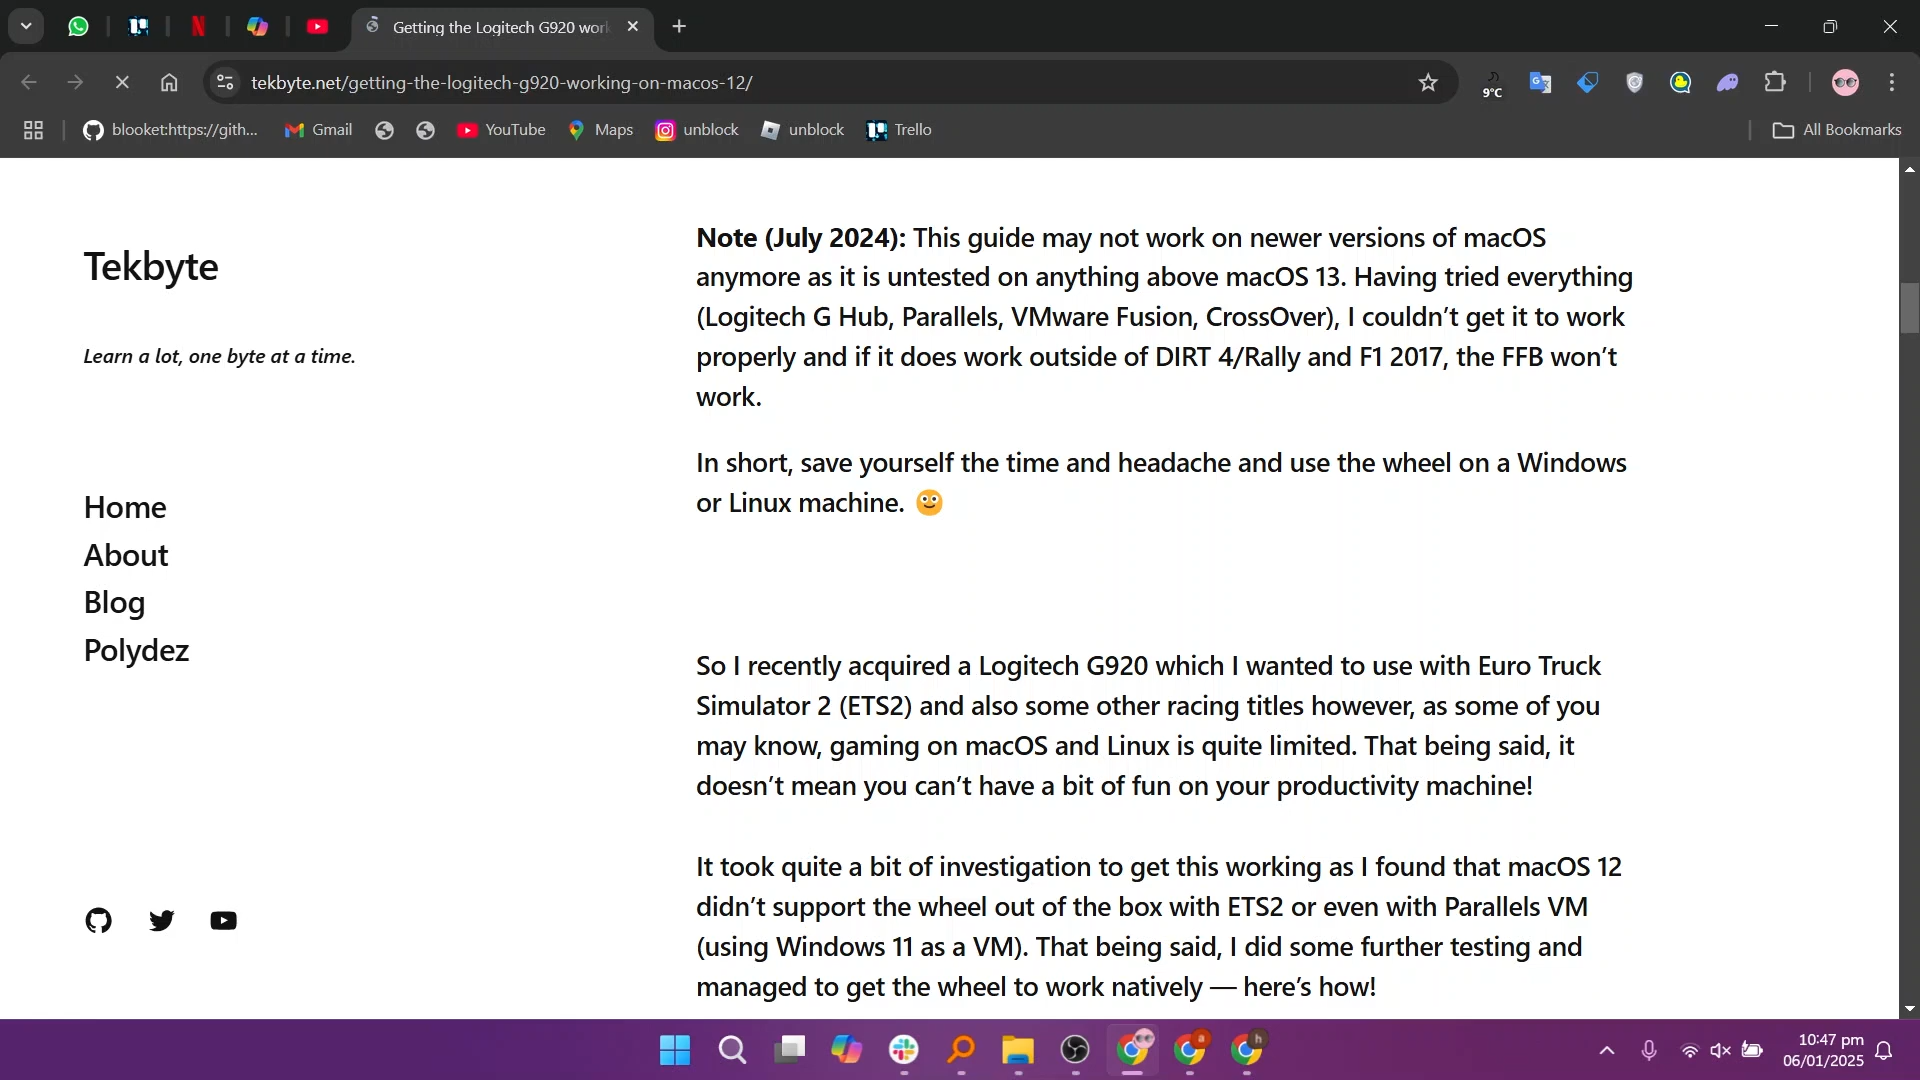 Getting the Logitech G920 wor
tekbyte.net/getting-the-logitech-g920-working-on-macos-12/
9°C
blooket:https://gith...
Gmail
YouTube
Maps
unblock
unblock
Trello
All Bookmarks
Tekbyte
Learn a lot, one byte at a time.
Home
About
Blog
Polydez
Note (July 2024): This guide may not work on newer versions of macOS
anymore as it is untested on anything above macOS 13. Having tried everything
(Logitech G Hub, Parallels, VMware Fusion, CrossOver), I couldn’t get it to work
properly and if it does work outside of DIRT 4/Rally and F1 2017, the FFB won’t
work.
In short, save yourself the time and headache and use the wheel on a Windows
or Linux machine.
So I recently acquired a Logitech G920 which I wanted to use with Euro Truck
Simulator 2 (ETS2) and also some other racing titles however, as some of you
may know, gaming on macOS and Linux is quite limited. That being said, it
doesn’t mean you can’t have a bit of fun on your productivity machine!
It took quite a bit of investigation to get this working as I found that macOS 12
didn’t support the wheel out of the box with ETS2 or even with Parallels VM
(using Windows 11 as a VM). That being said, I did some further testing and
managed to get the wheel to work natively — here’s how!
a
h
10:47 pm
06/01/2025